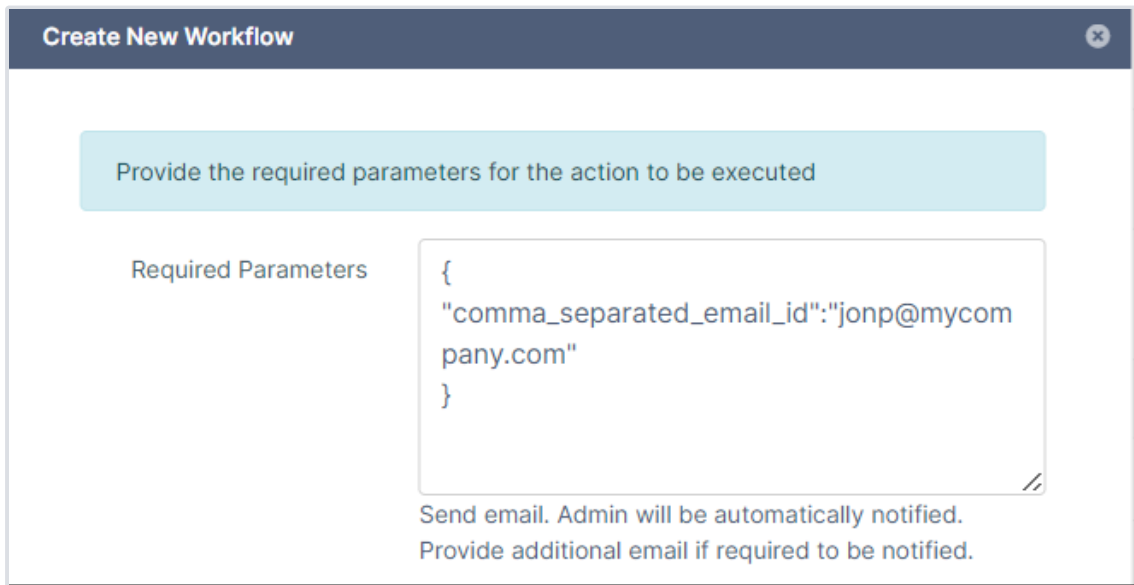 Create New Workflow
Provide the required parameters for the action to be executed
Required Parameters
{
"comma_separated_email_id":"jonp@mycom
pany.com"
}
Send email. Admin will be automatically notified.
Provide additional email if required to be notified.